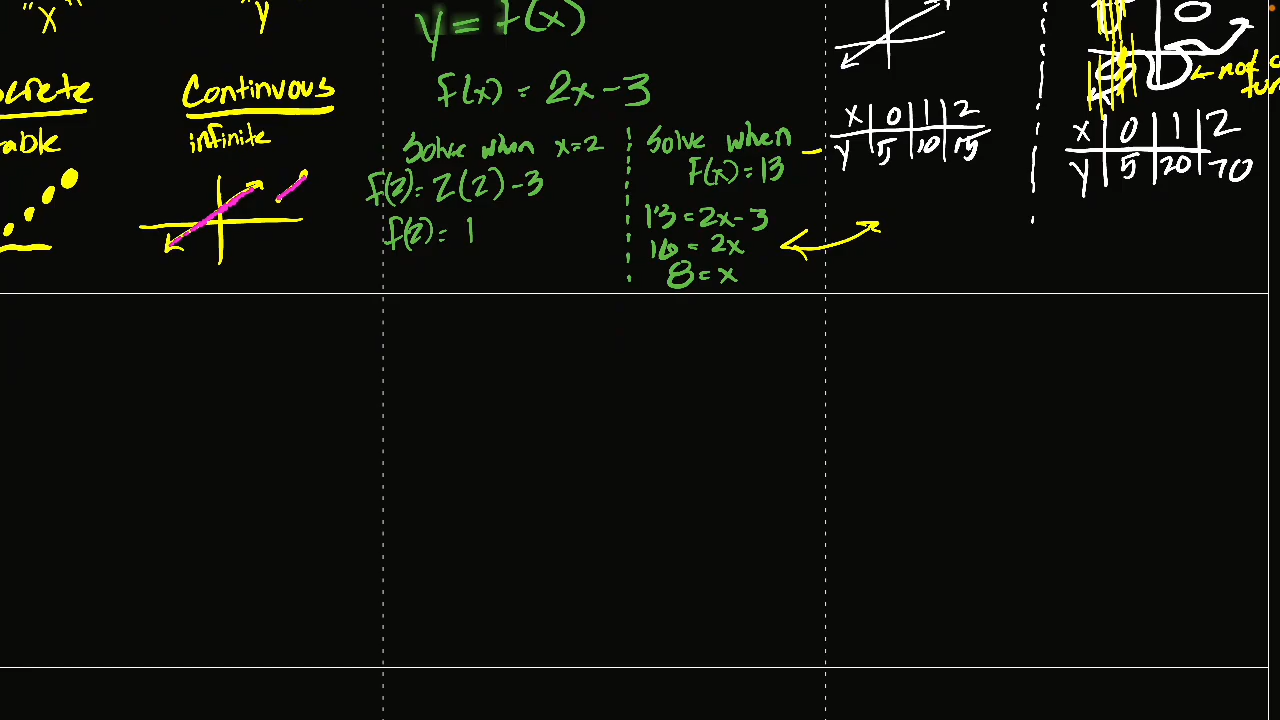 "x" "y"
crete Continuous
able infinite
y = f(x)
f(x) = 2x - 3
Solve when x=2
f(2) = 2(2) - 3
f(2) = 1
Solve when
F(x) = 13
13 = 2x - 3
16 = 2x
8 = x
x 0 1 2
y 5 10 15
← not
x 0 1 2
y 5 20 70